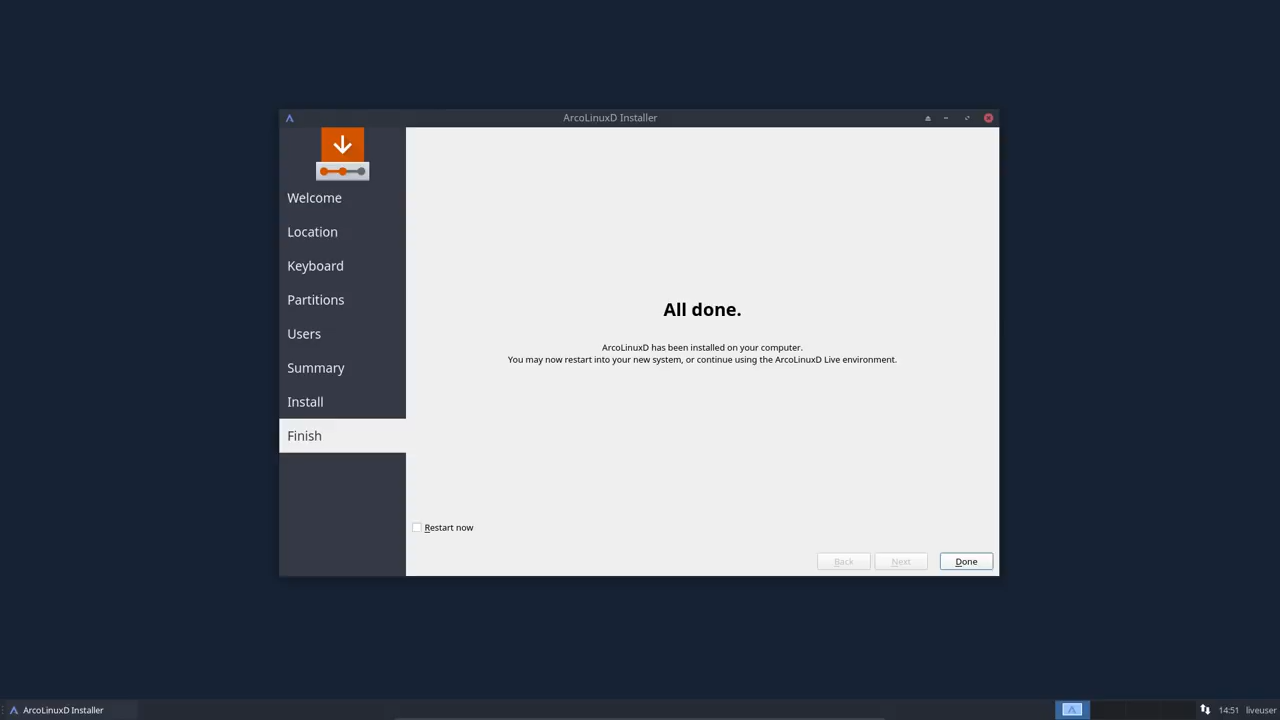 ArcoLinuxD Installer
Welcome
Location
Keyboard
Partitions
Users
Summary
Install
Finish
All done.
ArcoLinuxD has been installed on your computer.
You may now restart into your new system, or continue using the ArcoLinuxD Live environment.
Restart now
Back
Next
Done
ArcoLinuxD Installer
14:51
liveuser